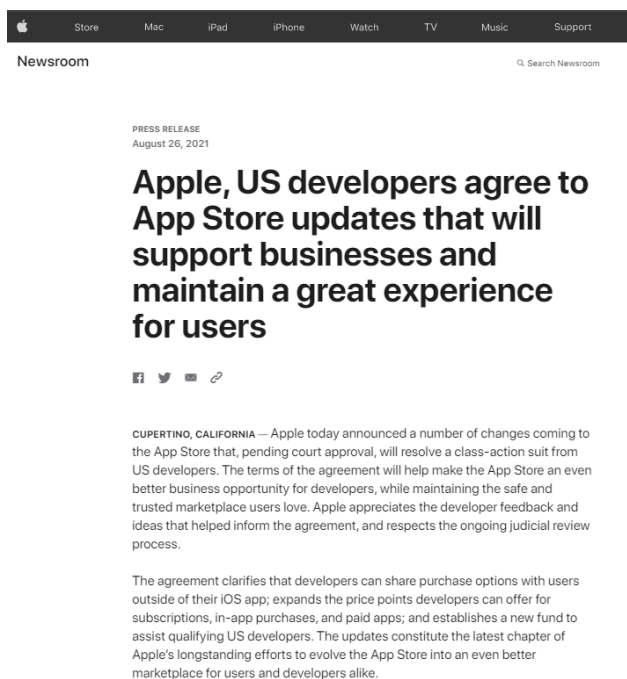 Store Mac iPad iPhone Watch TV Music Support
Newsroom
Search Newsroom
PRESS RELEASE
August 26, 2021
Apple, US developers agree to
App Store updates that will
support businesses and
maintain a great experience
for users
CUPERTINO, CALIFORNIA — Apple today announced a number of changes coming to
the App Store that, pending court approval, will resolve a class-action suit from
US developers. The terms of the agreement will help make the App Store an even
better business opportunity for developers, while maintaining the safe and
trusted marketplace users love. Apple appreciates the developer feedback and
ideas that helped inform the agreement, and respects the ongoing judicial review
process.
The agreement clarifies that developers can share purchase options with users
outside of their iOS app; expands the price points developers can offer for
subscriptions, in-app purchases, and paid apps; and establishes a new fund to
assist qualifying US developers. The updates constitute the latest chapter of
Apple's longstanding efforts to evolve the App Store into an even better
marketplace for users and developers alike.